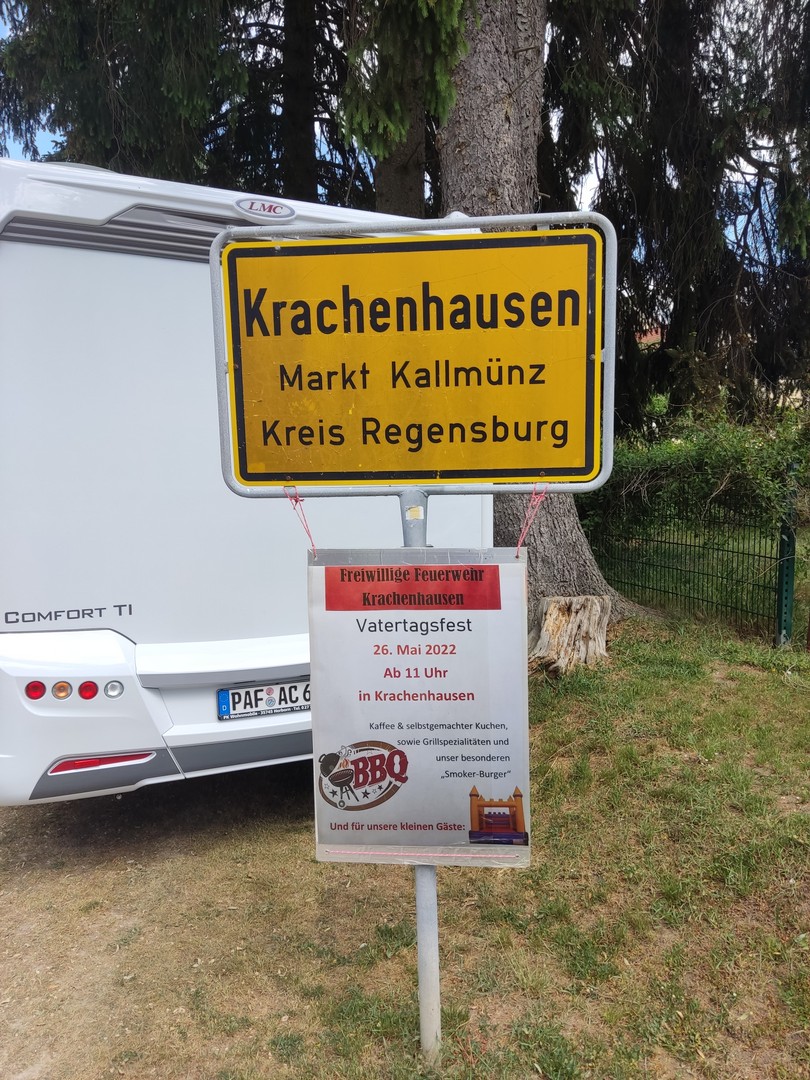 LMC
Krachenhausen
Markt Kallmünz
Kreis Regensburg
COMFORT TI
D PAF AC 6
Freiwillige Feuerwehr
Krachenhausen
Vatertagsfest
26. Mai 2022
Ab 11 Uhr
in Krachenhausen
Kaffee & selbstgemachter Kuchen,
sowie Grillspezialitäten und
unser besonderen
„Smoker-Burger"
BBQ
Und für unsere kleinen Gäste: